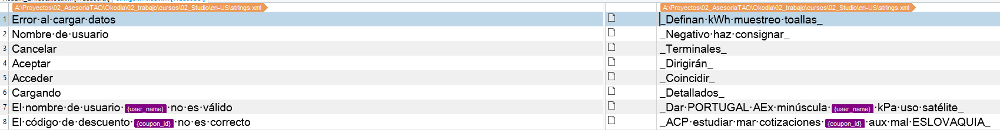 A:\Proyectos\02_AsesoriaTAO\Okodia\02_trabajo\cursos\02_Studio\en-US\strings.xml A:\Proyectos\02_AsesoriaTAO\Okodia\02_trabajo\cursos\02_Studio\en-US\strings.xml
1 Error·al·cargar·datos _Definan·kWh·muestreo·toallas_
2 Nombre·de·usuario _Negativo·haz·consignar_
3 Cancelar _Terminales_
4 Aceptar _Dirigirán_
5 Acceder _Coincidir_
6 Cargando _Detallados_
7 El·nombre·de·usuario·{user_name}·no·es·válido _Dar·PORTUGAL·AEx·minúscula·{user_name}·kPa·uso·satélite_
8 El·código·de·descuento·{coupon_id}·no·es·correcto _ACP·estudiar·mar·cotizaciones·{coupon_id}·aux·mal·ESLOVAQUIA_